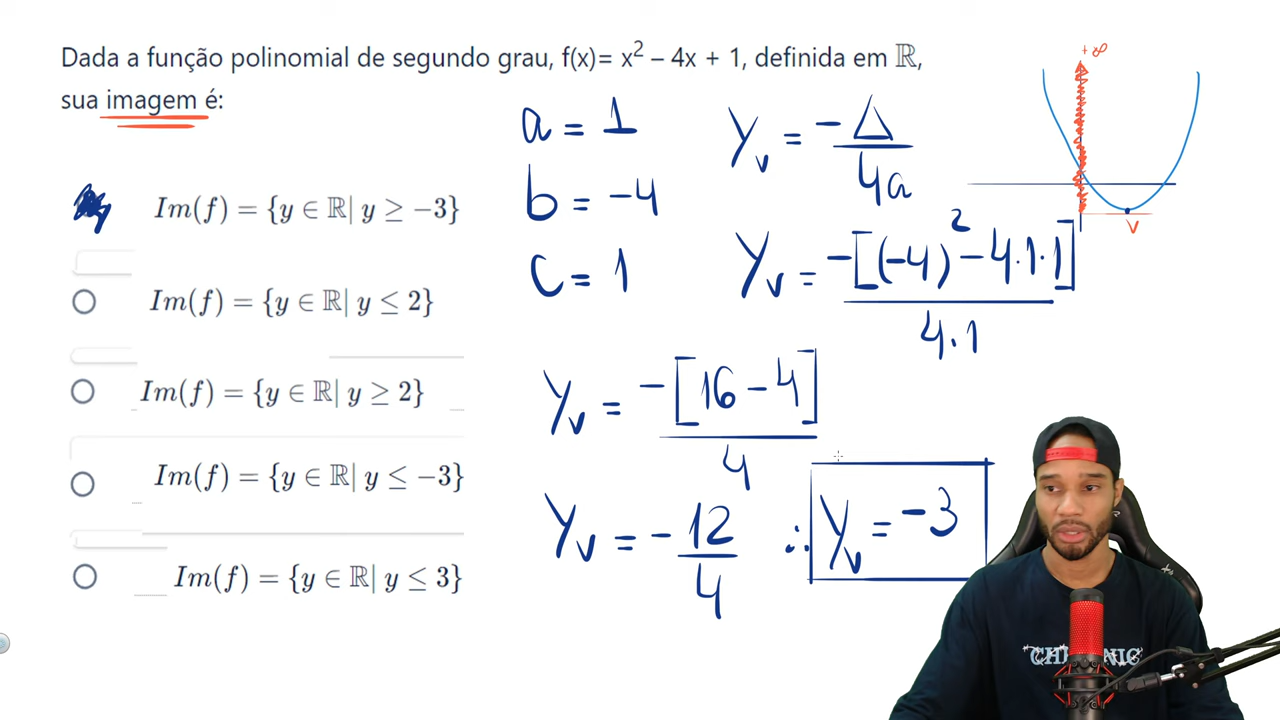 Dada a função polinomial de segundo grau, f(x)= x² – 4x + 1, definida em ℝ,
sua imagem é:
Im(f) = {y ∈ ℝ| y ≥ −3}
Im(f) = {y ∈ ℝ| y ≤ 2}
Im(f) = {y ∈ ℝ| y ≥ 2}
Im(f) = {y ∈ ℝ| y ≤ −3}
Im(f) = {y ∈ ℝ| y ≤ 3}
a = 1
b = -4
c = 1
Yv = -Δ/4a
Yv = -[(-4)² - 4.1.1]/4.1
Yv = -[16 - 4]/4
Yv = -12/4 ∴ Yv = -3
+∞
V